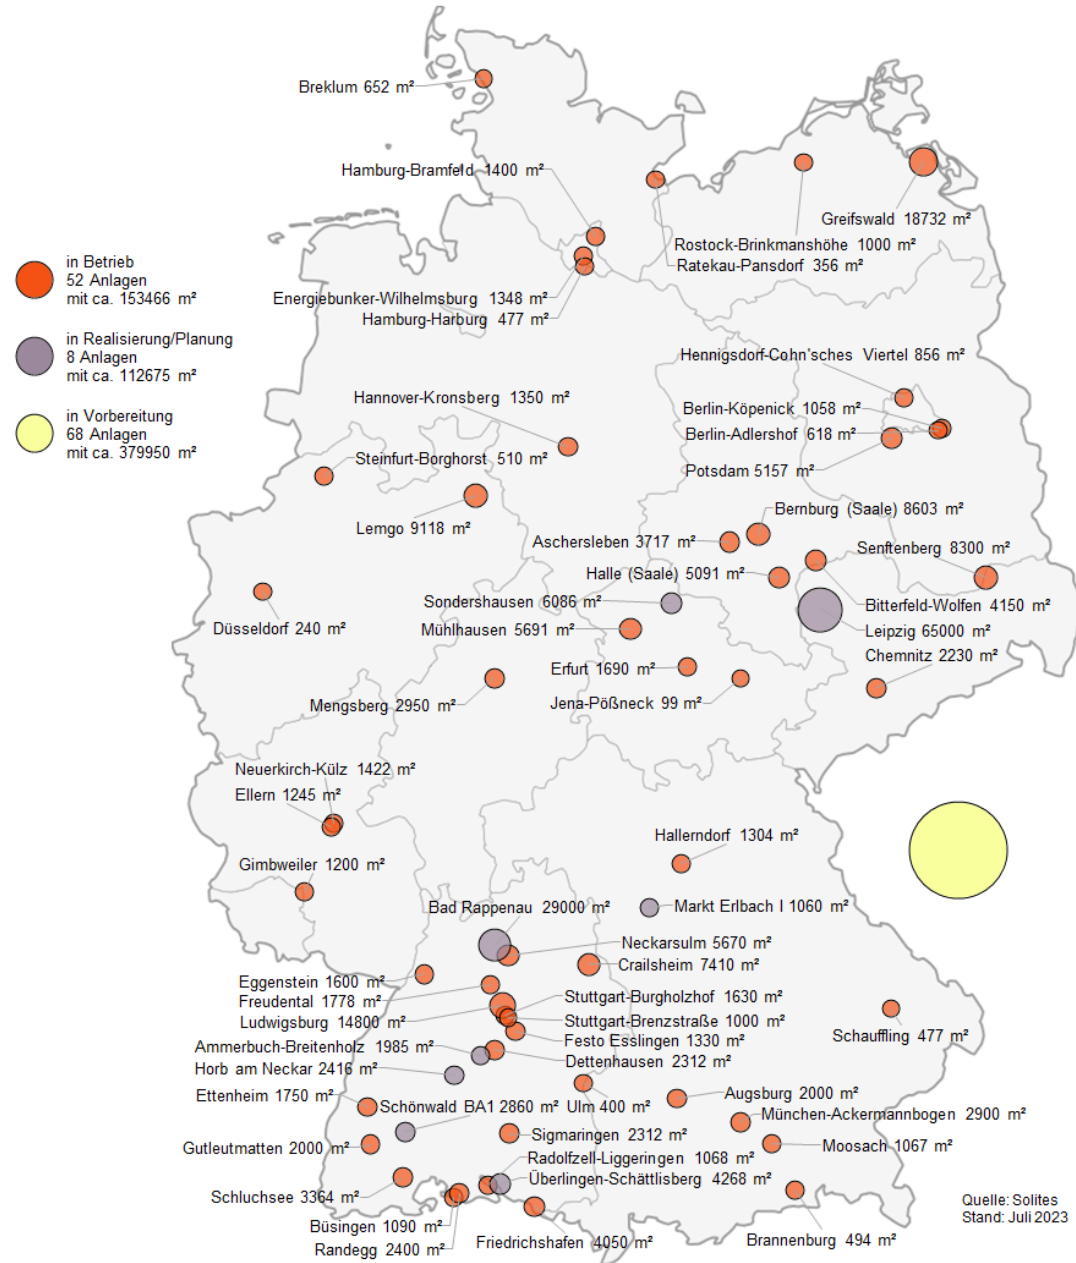 Breklum 652 m²
Hamburg-Bramfeld 1400 m²
Greifswald 18732 m²
Rostock-Brinkmanshöhe 1000 m²
Ratekau-Pansdorf 356 m²
in Betrieb
52 Anlagen
mit ca. 153466 m²
in Realisierung/Planung
8 Anlagen
mit ca. 112675 m²
in Vorbereitung
68 Anlagen
mit ca. 379950 m²
Energiebunker-Wilhelmsburg 1348 m²
Hamburg-Harburg 477 m²
Hennigsdorf-Cohn'sches Viertel 856 m²
Hannover-Kronsberg 1350 m²
Berlin-Köpenick 1058 m²
Berlin-Adlershof 618 m²
Steinfurt-Borghorst 510 m²
Potsdam 5157 m²
Lemgo 9118 m²
Bernburg (Saale) 8603 m²
Aschersleben 3717 m²
Senftenberg 8300 m²
Halle (Saale) 5091 m²
Sondershausen 6086 m²
Bitterfeld-Wolfen 4150 m²
Düsseldorf 240 m²
Mühlhausen 5691 m²
Leipzig 65000 m²
Chemnitz 2230 m²
Erfurt 1690 m²
Mengsberg 2950 m²
Jena-Pößneck 99 m²
Neuerkirch-Külz 1422 m²
Ellern 1245 m²
Hallerndorf 1304 m²
Gimbweiler 1200 m²
Bad Rappenau 29000 m²
Markt Erlbach I 1060 m²
Neckarsulm 5670 m²
Crailsheim 7410 m²
Eggenstein 1600 m²
Freudental 1778 m²
Stuttgart-Burgholzhof 1630 m²
Ludwigsburg 14800 m²
Stuttgart-Brenzstraße 1000 m²
Schauffling 477 m²
Festo Esslingen 1330 m²
Ammerbuch-Breitenholz 1985 m²
Dettenhausen 2312 m²
Horb am Neckar 2416 m²
Ettenheim 1750 m²
Schönwald BA1 2860 m²
Ulm 400 m²
Augsburg 2000 m²
München-Ackermannbogen 2900 m²
Gutleutmatten 2000 m²
Sigmaringen 2312 m²
Moosach 1067 m²
Radolfzell-Liggeringen 1068 m²
Überlingen-Schättlisberg 4268 m²
Schluchsee 3364 m²
Büsingen 1090 m²
Randegg 2400 m²
Friedrichshafen 4050 m²
Brannenburg 494 m²
Quelle: Solites
Stand: Juli 2023